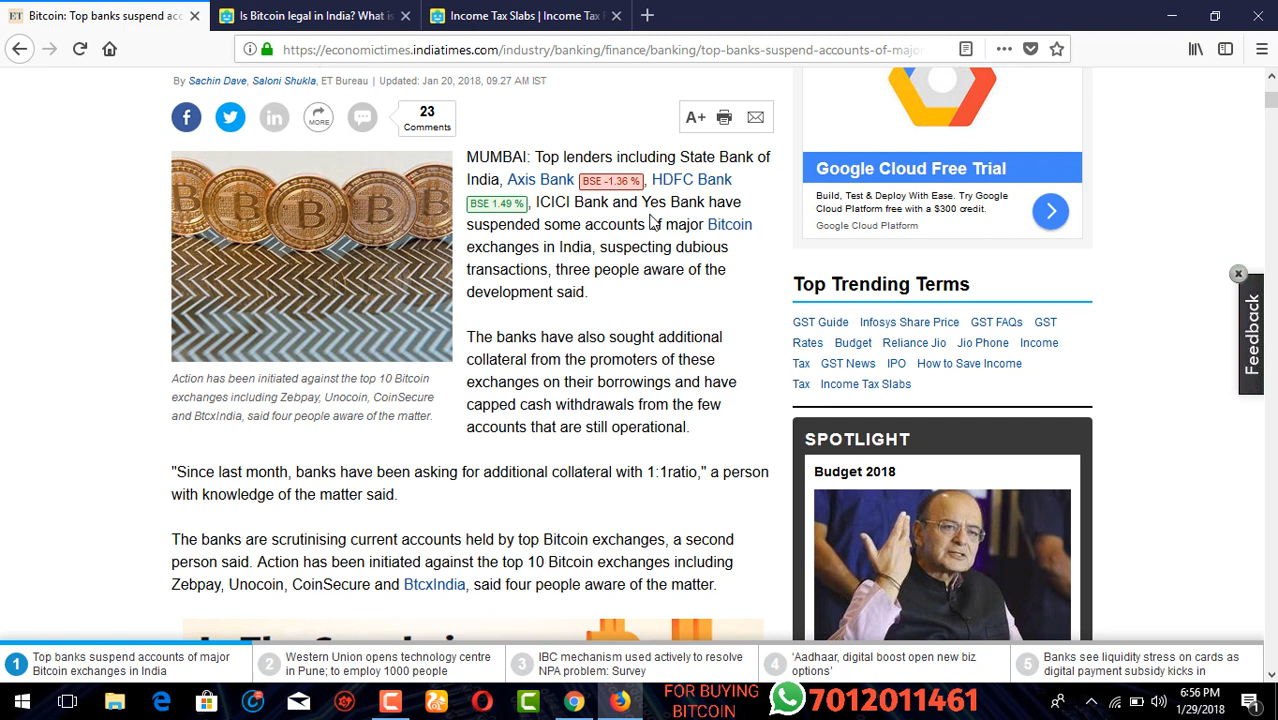 Bitcoin: Top banks suspend acc
Is Bitcoin legal in India? What is
Income Tax Slabs | Income Tax
https://economictimes.indiatimes.com/industry/banking/finance/banking/top-banks-suspend-accounts-of-major
By Sachin Dave, Saloni Shukla, ET Bureau | Updated: Jan 20, 2018, 09.27 AM IST
MORE
23
Comments
A+
MUMBAI: Top lenders including State Bank of
India, Axis Bank BSE -1.36 % , HDFC Bank
BSE 1.49 % , ICICI Bank and Yes Bank have
suspended some accounts of major Bitcoin
exchanges in India, suspecting dubious
transactions, three people aware of the
development said.
The banks have also sought additional
collateral from the promoters of these
exchanges on their borrowings and have
capped cash withdrawals from the few
accounts that are still operational.
Action has been initiated against the top 10 Bitcoin
exchanges including Zebpay, Unocoin, CoinSecure
and BtcxIndia, said four people aware of the matter.
"Since last month, banks have been asking for additional collateral with 1:1ratio," a person
with knowledge of the matter said.
The banks are scrutinising current accounts held by top Bitcoin exchanges, a second
person said. Action has been initiated against the top 10 Bitcoin exchanges including
Zebpay, Unocoin, CoinSecure and BtcxIndia, said four people aware of the matter.
Google Cloud Free Trial
Build, Test & Deploy With Ease. Try Google
Cloud Platform free with a $300 credit.
Google Cloud Platform
Top Trending Terms
GST Guide Infosys Share Price GST FAQs GST
Rates Budget Reliance Jio Jio Phone Income
Tax GST News IPO How to Save Income
Tax Income Tax Slabs
SPOTLIGHT
Budget 2018
Feedback
1 Top banks suspend accounts of major
Bitcoin exchanges in India
2 Western Union opens technology centre
in Pune, to employ 1000 people
3 IBC mechanism used actively to resolve
NPA problem: Survey
4 'Aadhaar, digital boost open new biz
options'
5 Banks see liquidity stress on cards as
digital payment subsidy kicks in
FOR BUYING
BITCOIN
7012011461
6:56 PM
1/29/2018
1